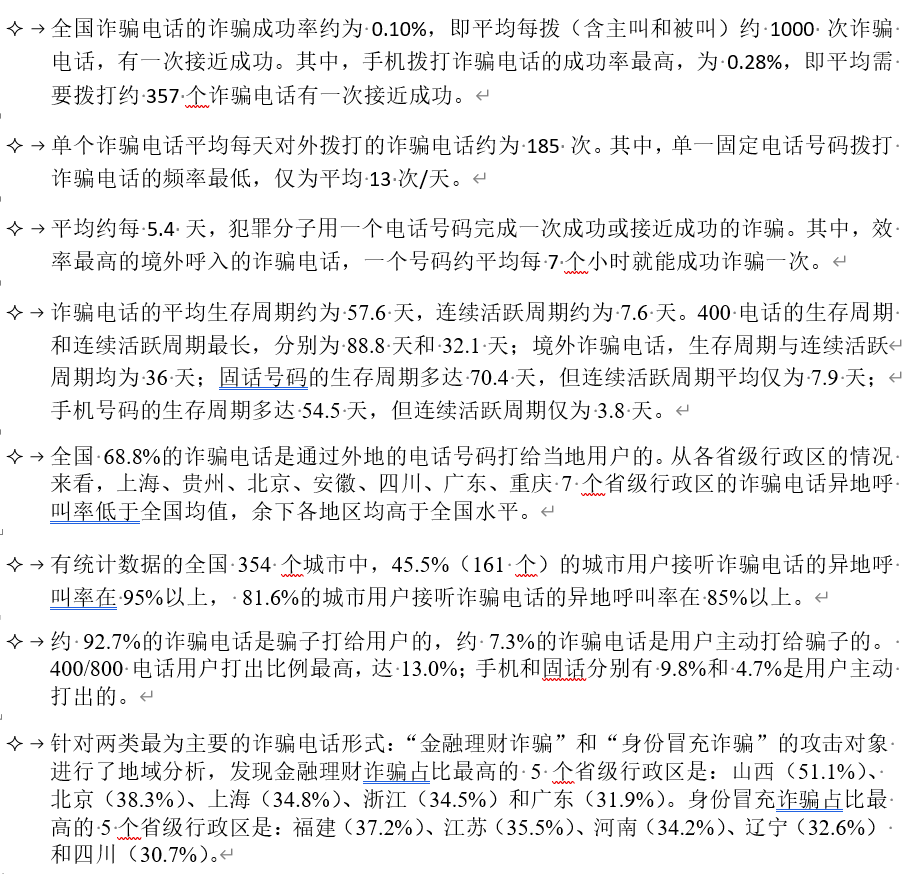 全国诈骗电话的诈骗成功率约为 0.10%，即平均每拨（含主叫和被叫）约 1000 次诈骗
电话，有一次接近成功。其中，手机拨打诈骗电话的成功率最高，为 0.28%，即平均需
要拨打约 357 个诈骗电话有一次接近成功。
单个诈骗电话平均每天对外拨打的诈骗电话约为 185 次。其中，单一固定电话号码拨打
诈骗电话的频率最低，仅为平均 13 次/天。
平均约每 5.4 天，犯罪分子用一个电话号码完成一次成功或接近成功的诈骗。其中，效
率最高的境外呼入的诈骗电话，一个号码约平均每 7 个小时就能成功诈骗一次。
诈骗电话的平均生存周期约为 57.6 天，连续活跃周期约为 7.6 天。400 电话的生存周期
和连续活跃周期最长，分别为 88.8 天和 32.1 天；境外诈骗电话，生存周期与连续活跃
周期均为 36 天；固话号码的生存周期多达 70.4 天，但连续活跃周期平均仅为 7.9 天；
手机号码的生存周期多达 54.5 天，但连续活跃周期仅为 3.8 天。
全国 68.8%的诈骗电话是通过外地的电话号码打给当地用户的。从各省级行政区的情况
来看，上海、贵州、北京、安徽、四川、广东、重庆 7 个省级行政区的诈骗电话异地呼
叫率低于全国均值，余下各地区均高于全国水平。
有统计数据的全国 354 个城市中，45.5%（161 个）的城市用户接听诈骗电话的异地呼
叫率在 95%以上， 81.6%的城市用户接听诈骗电话的异地呼叫率在 85%以上。
约 92.7%的诈骗电话是骗子打给用户的，约 7.3%的诈骗电话是用户主动打给骗子的。
400/800 电话用户打出比例最高，达 13.0%；手机和固话分别有 9.8%和 4.7%是用户主动
打出的。
针对两类最为主要的诈骗电话形式：“金融理财诈骗”和“身份冒充诈骗”的攻击对象
进行了地域分析，发现金融理财诈骗占比最高的 5 个省级行政区是：山西（51.1%）、
北京（38.3%）、上海（34.8%）、浙江（34.5%）和广东（31.9%）。身份冒充诈骗占比最
高的 5 个省级行政区是：福建（37.2%）、江苏（35.5%）、河南（34.2%）、辽宁（32.6%）
和四川（30.7%）。